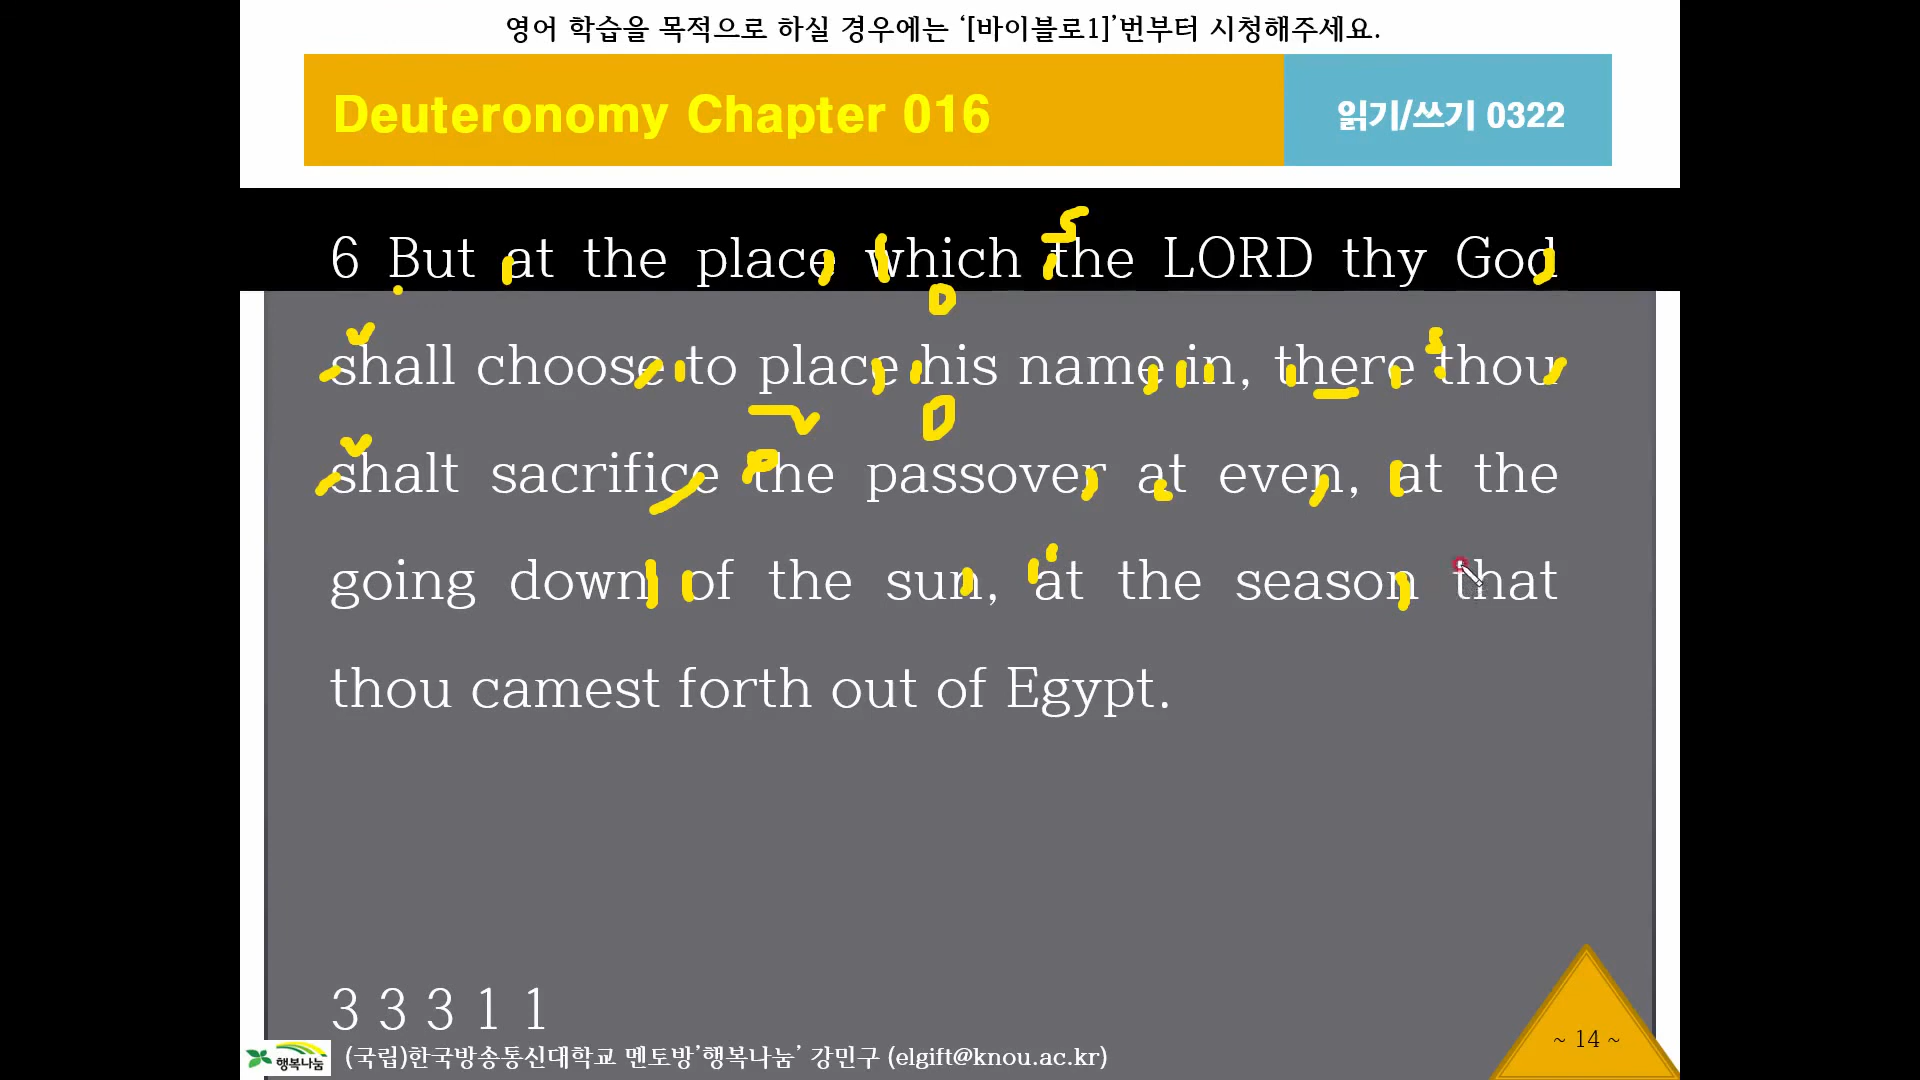 영어 학습을 목적으로 하실 경우에는 ‘[바이블로1]’번부터 시청해주세요.
Deuteronomy Chapter 016
읽기/쓰기 0322
6 But at the place which the LORD thy God
shall choose to place his name in, there thou
shalt sacrifice the passover at even, at the
going down of the sun, at the season that
thou camest forth out of Egypt.
3 3 3 1 1
행복나눔
(국립)한국방송통신대학교 멘토방’행복나눔’ 강민구 (elgift@knou.ac.kr)
~ 14 ~